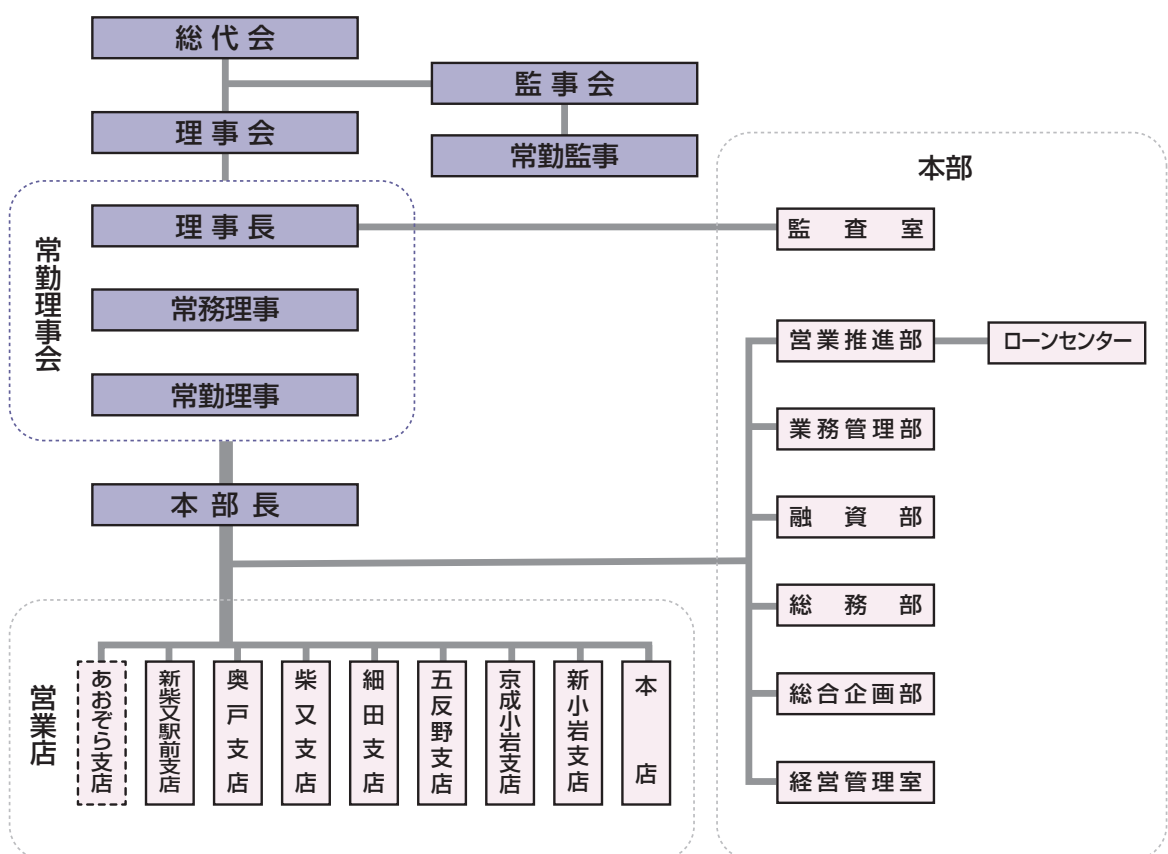 総代会
監事会
理事会
常勤監事
本部
常勤理事会
理事長
監査室
常務理事
営業推進部
ローンセンター
常勤理事
業務管理部
本部長
融資部
総務部
総合企画部
経営管理室
営業店
本店
新小岩支店
京成小岩支店
五反野支店
細田支店
柴又支店
奥戸支店
新柴又駅前支店
あおぞら支店